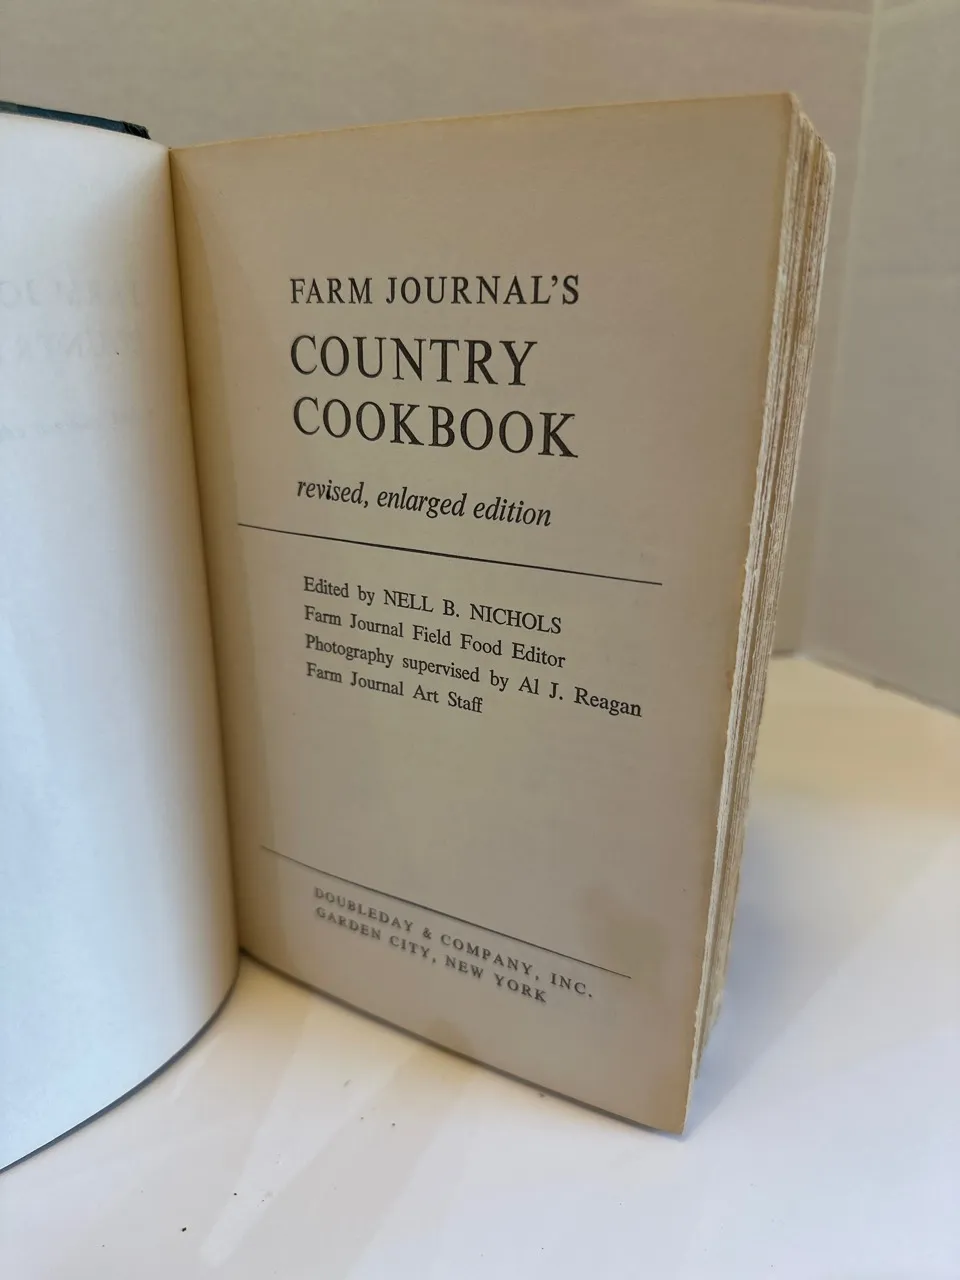 FARM JOURNAL'S
COUNTRY
COOKBOOK
revised, enlarged edition
Edited by NELL B. NICHOLS
Farm Journal Field Food Editor
Photography supervised by Al J. Reagan
Farm Journal Art Staff
DOUBLEDAY & COMPANY, INC.
GARDEN CITY, NEW YORK